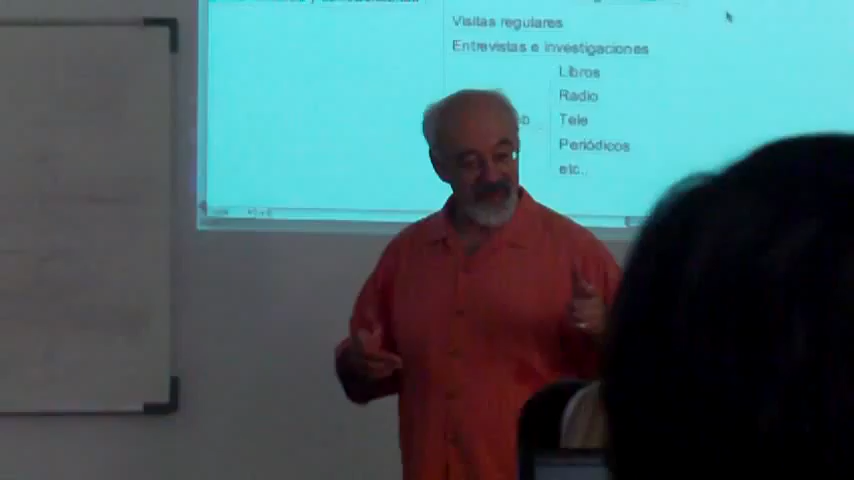 Visitas regulares
Entrevistas e investigaciones
Libros
Radio
Tele
Periódicos
etc..